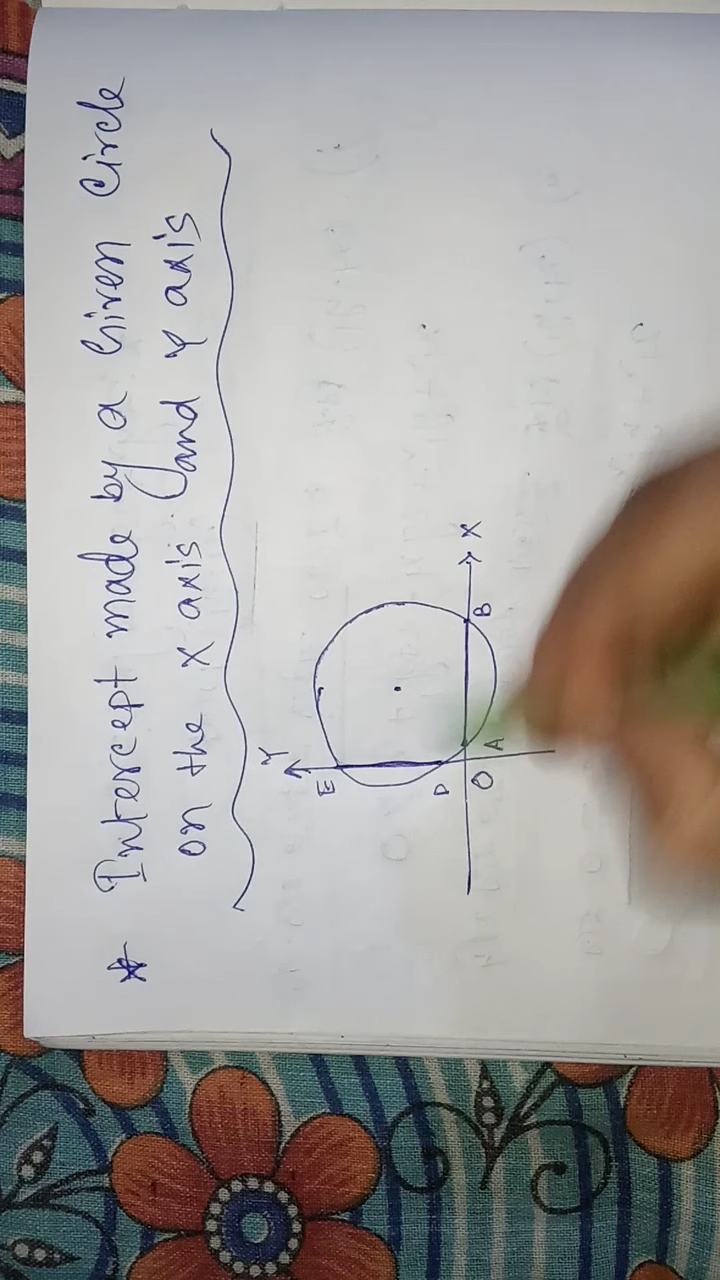 * Intercept made by a Given Circle
on the x axis and y axis
Y
E
D
O
A
B
X